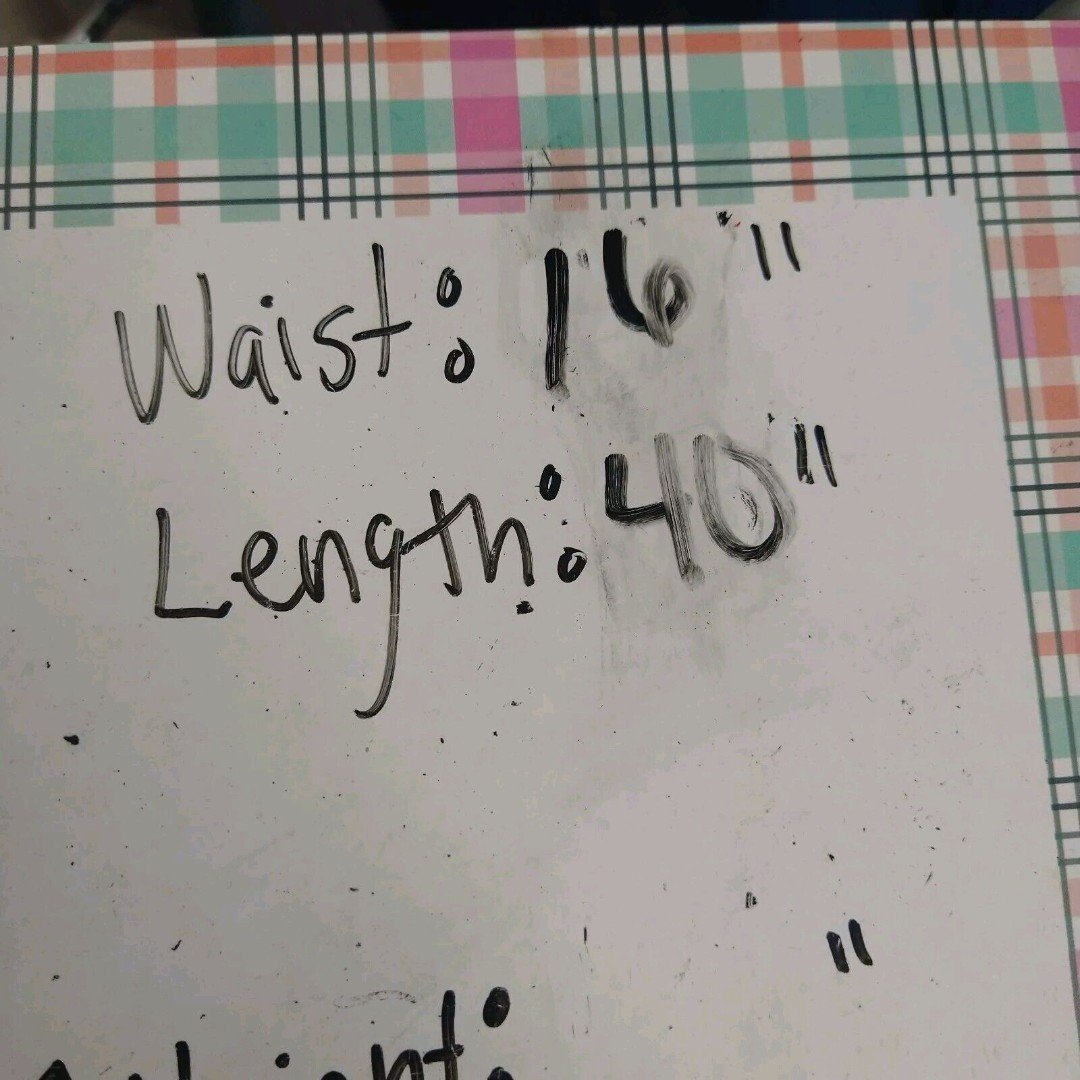 Waist: 16"
Length: 40"
"